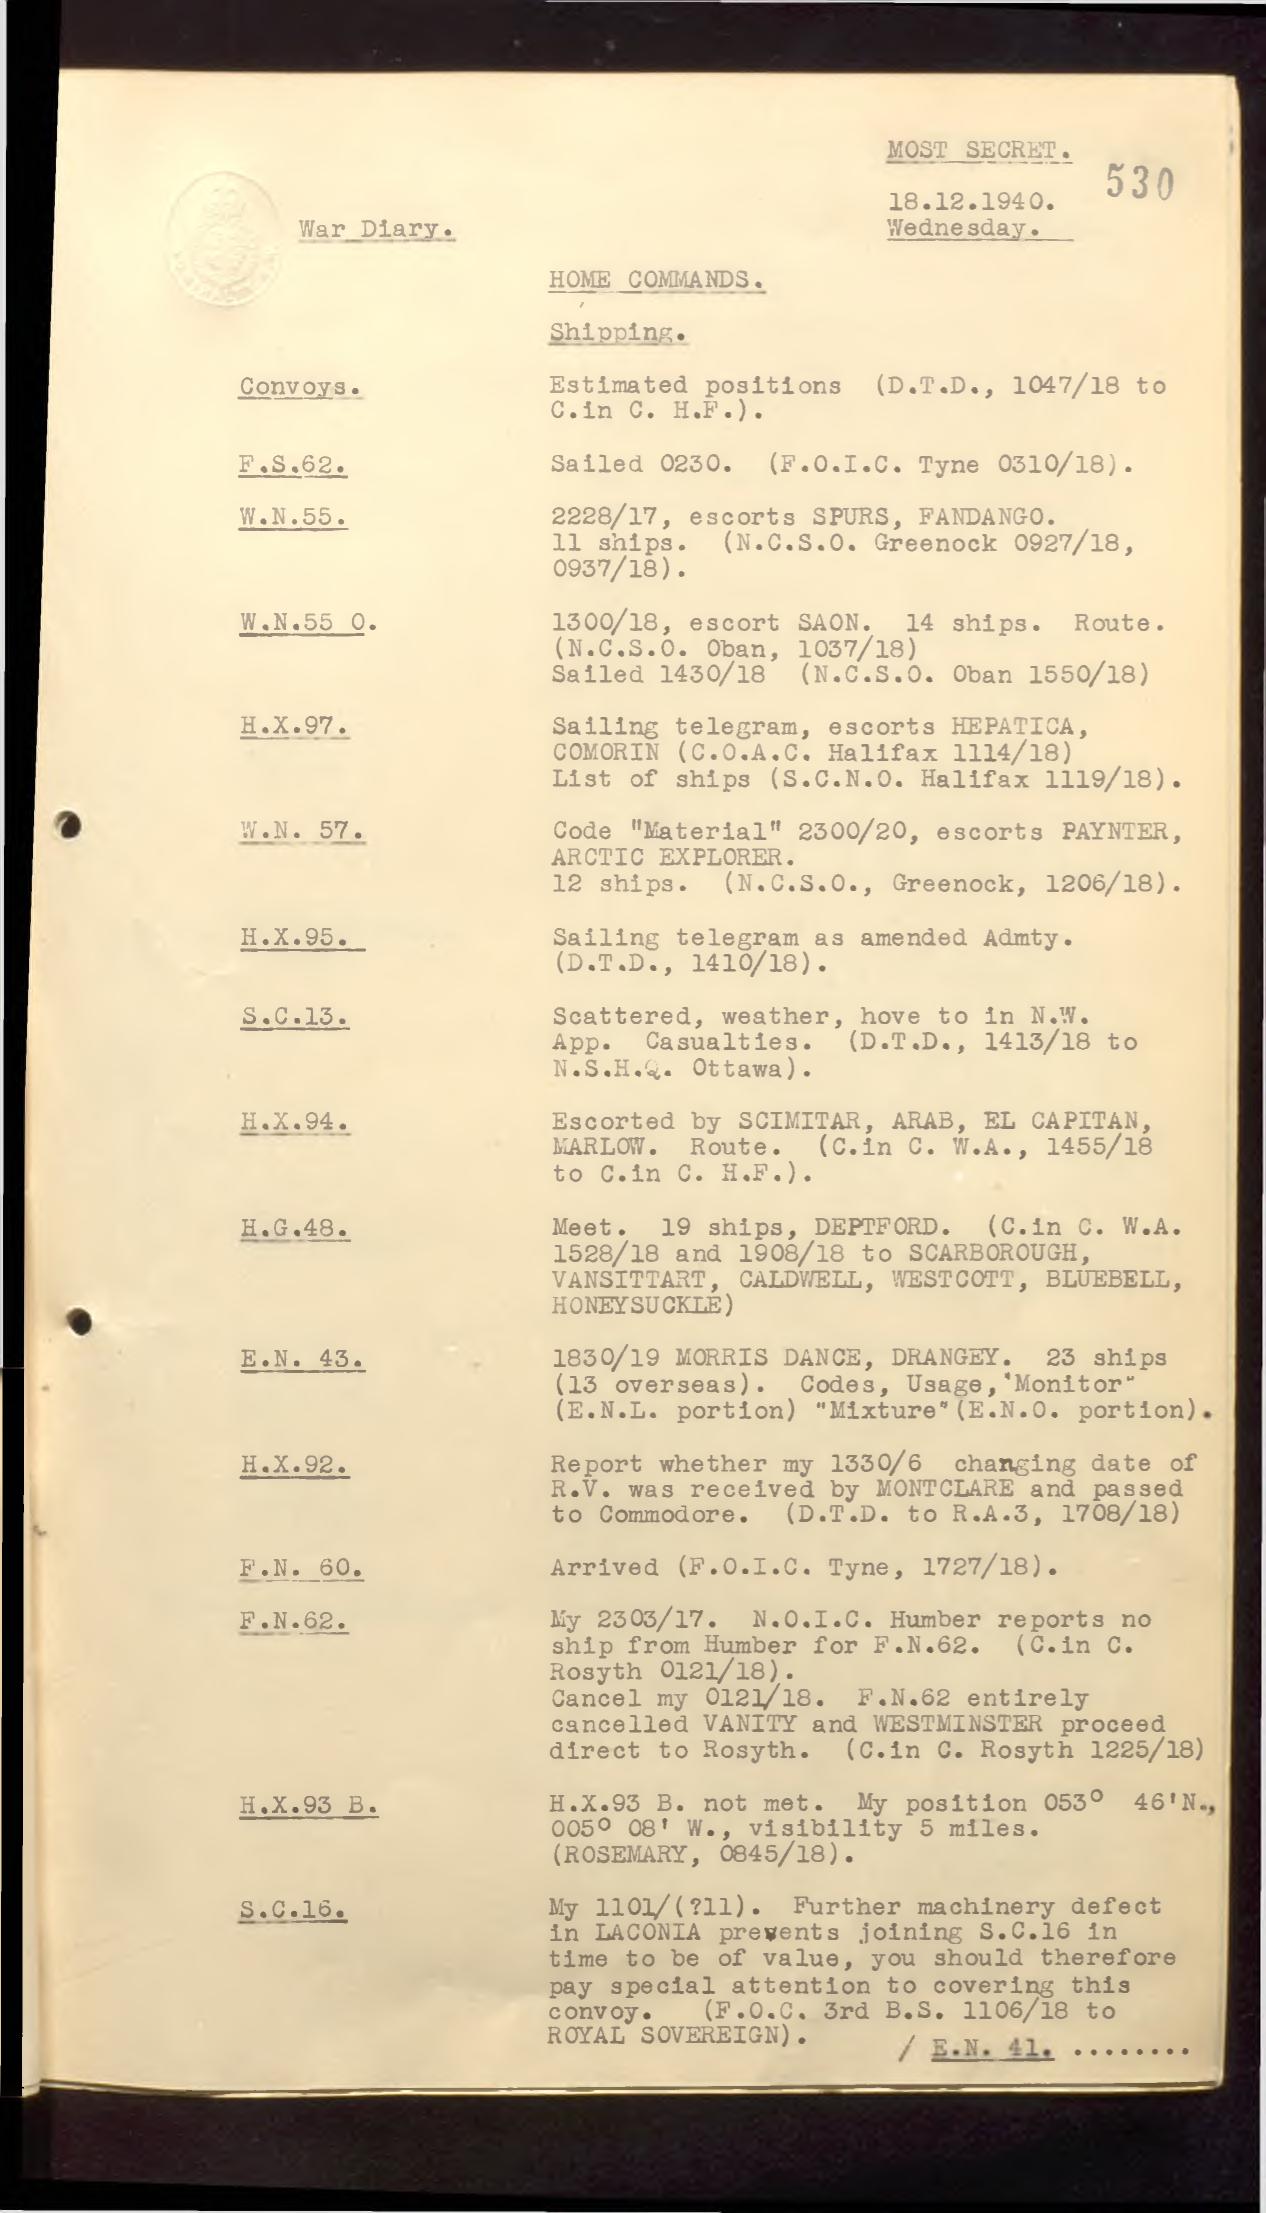 MOST SECRET.
530
18.12.1940.
War Diary.
Wednesday.
HOME COMMANDS.
Shipping.
Convoys. Estimated positions (D.T.D., 1047/18 to
C.in C. H.F.).
F.S.62. Sailed 0230. (F.O.I.C. Tyne 0310/18).
W.N.55. 2228/17, escorts SPURS, FANDANGO.
11 ships. (N.C.S.O. Greenock 0927/18,
0937/18).
W.N.55 O. 1300/18, escort SAON. 14 ships. Route.
(N.C.S.O. Oban, 1037/18)
Sailed 1430/18 (N.C.S.O. Oban 1550/18)
H.X.97. Sailing telegram, escorts HEPATICA,
COMORIN (C.O.A.C. Halifax 1114/18)
List of ships (S.C.N.O. Halifax 1119/18).
W.N. 57. Code "Material" 2300/20, escorts PAYNTER,
ARCTIC EXPLORER.
12 ships. (N.C.S.O., Greenock, 1206/18).
H.X.95. Sailing telegram as amended Admty.
(D.T.D., 1410/18).
S.C.13. Scattered, weather, hove to in N.W.
App. Casualties. (D.T.D., 1413/18 to
N.S.H.Q. Ottawa).
H.X.94. Escorted by SCIMITAR, ARAB, EL CAPITAN,
MARLOW. Route. (C.in C. W.A., 1455/18
to C.in C. H.F.).
H.G.48. Meet. 19 ships, DEPTFORD. (C.in C. W.A.
1528/18 and 1908/18 to SCARBOROUGH,
VANSITTART, CALDWELL, WESTCOTT, BLUEBELL,
HONEYSUCKLE)
E.N. 43. 1830/19 MORRIS DANCE, DRANGEY. 23 ships
(13 overseas). Codes, Usage,'Monitor"
(E.N.L. portion) "Mixture"(E.N.O. portion).
H.X.92. Report whether my 1330/6 changing date of
R.V. was received by MONTCLARE and passed
to Commodore. (D.T.D. to R.A.3, 1708/18)
F.N. 60. Arrived (F.O.I.C. Tyne, 1727/18).
F.N.62. My 2303/17. N.O.I.C. Humber reports no
ship from Humber for F.N.62. (C.in C.
Rosyth 0121/18).
Cancel my 0121/18. F.N.62 entirely
cancelled VANITY and WESTMINSTER proceed
direct to Rosyth. (C.in C. Rosyth 1225/18)
H.X.93 B. H.X.93 B. not met. My position 053° 46'N.,
005° 08' W., visibility 5 miles.
(ROSEMARY, 0845/18).
S.C.16. My 1101/(?11). Further machinery defect
in LACONIA prevents joining S.C.16 in
time to be of value, you should therefore
pay special attention to covering this
convoy. (F.O.C. 3rd B.S. 1106/18 to
ROYAL SOVEREIGN).
/ E.N. 41. ........